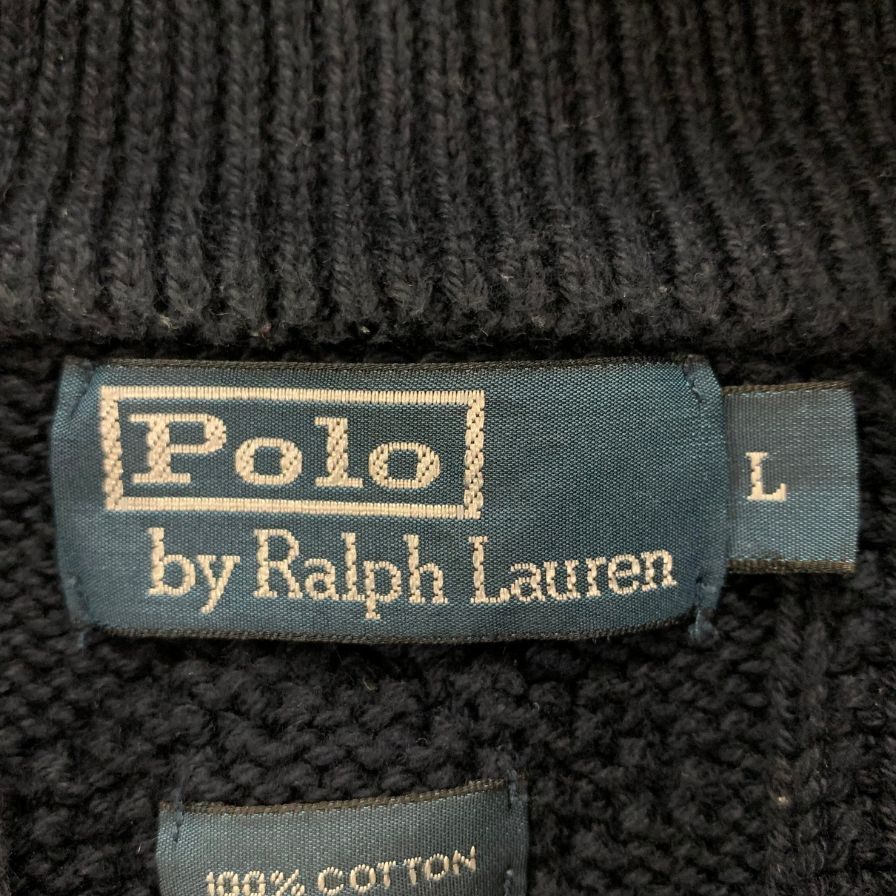 Polo
by Ralph Lauren
L
100% COTTON